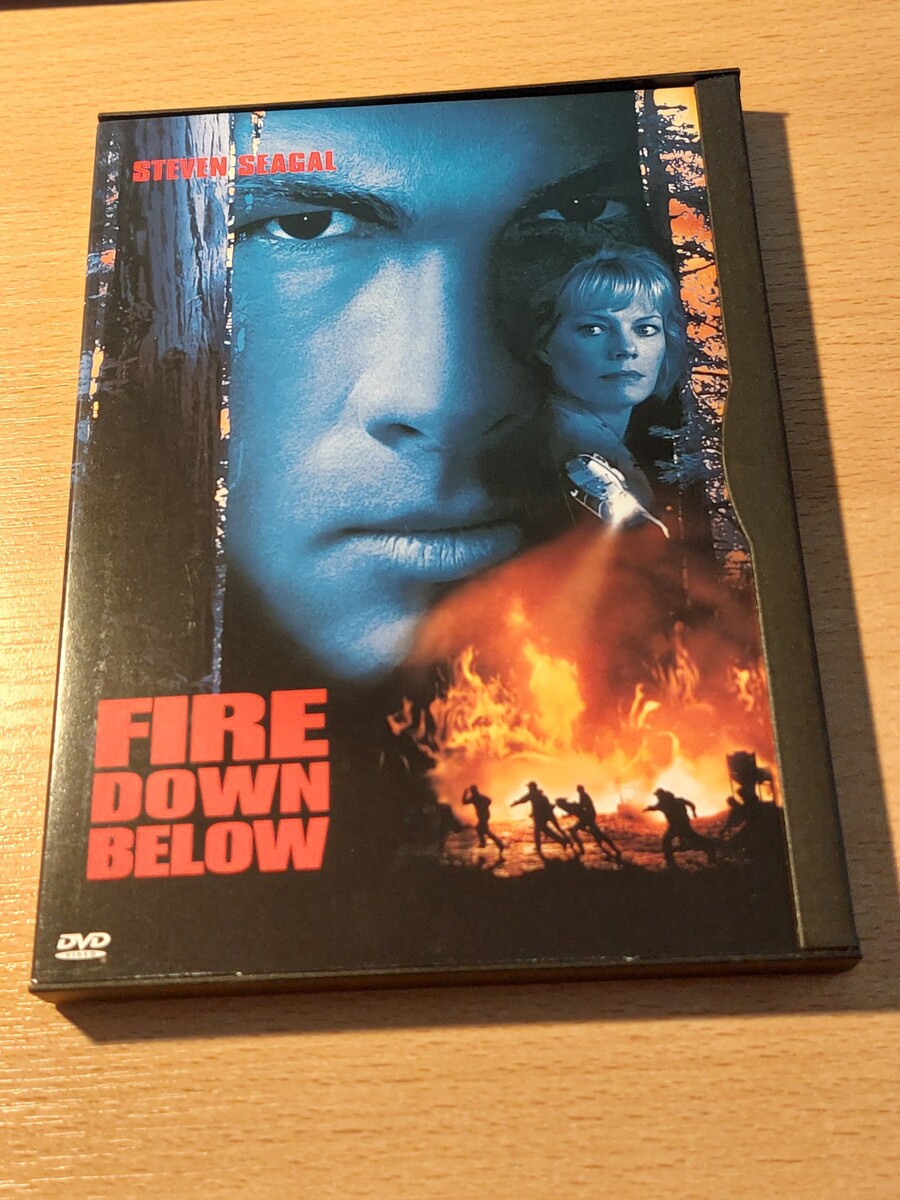 STEVEN SEAGAL
FIRE
DOWN
BELOW
DVD
VIDEO